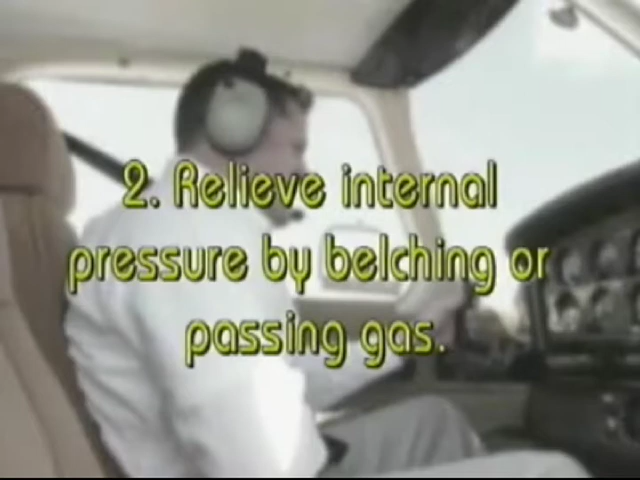 2. Relieve internal
pressure by belching or
passing gas.